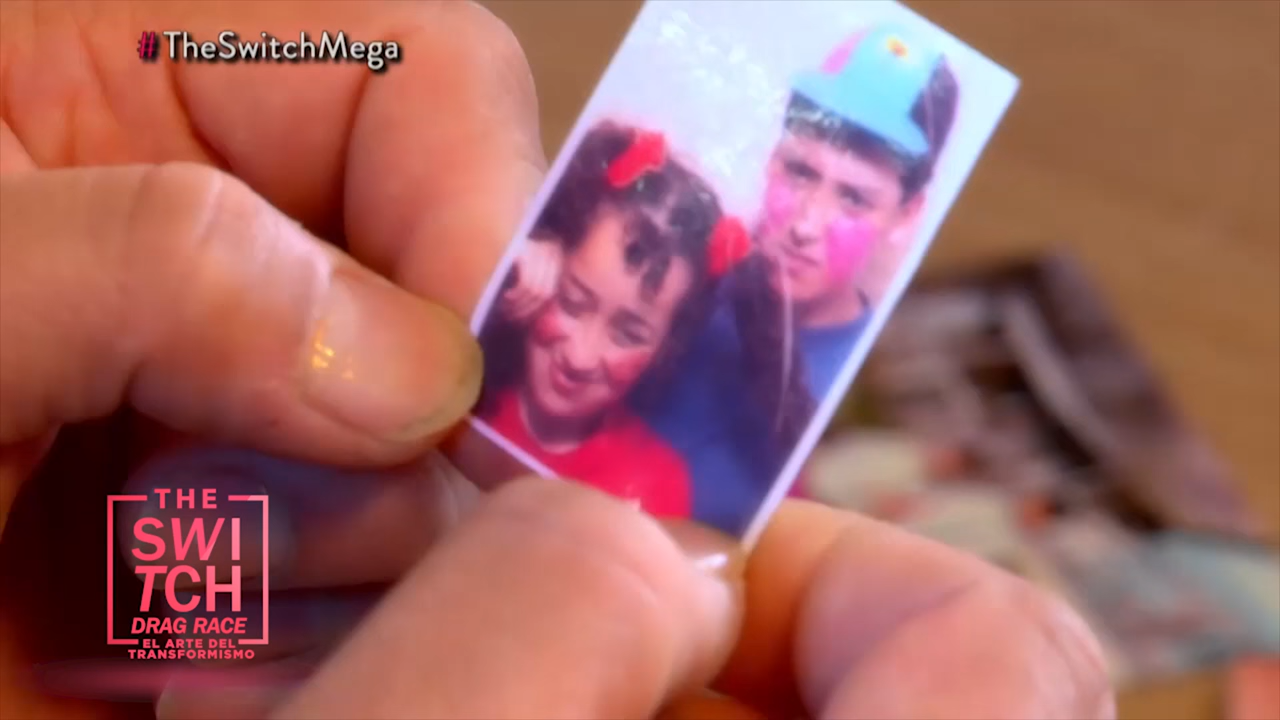 #TheSwitchMega
THE
SWI
TCH
DRAG RACE
EL ARTE DEL
TRANSFORMISMO